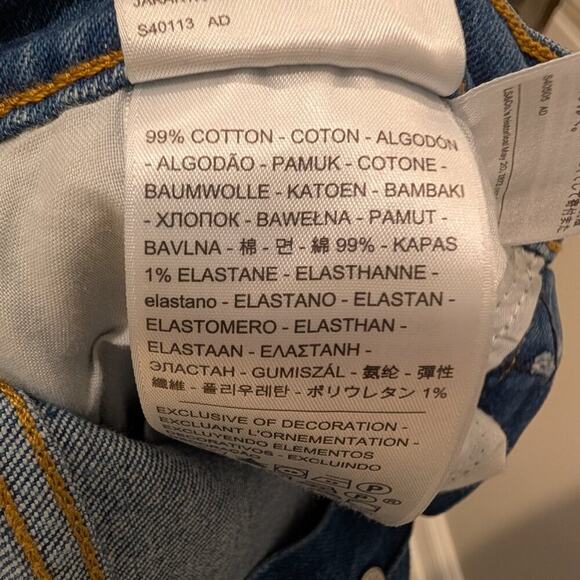 S40113 AD
99% COTTON - COTON - ALGODÓN
- ALGODÃO - PAMUK - COTONE -
BAUMWOLLE - KATOEN - BAMBAKI
- ХЛОПОК - BAWEŁNA - PAMUT -
BAVLNA - 棉 - 면 - 綿 99% - KAPAS
1% ELASTANE - ELASTHANNE -
elastano - ELASTANO - ELASTAN -
ELASTOMERO - ELASTHAN -
ELASTAAN - ΕΛΑΣΤΑΝΗ -
ЭЛАСТАН - GUMISZÁL - 氨纶 - 彈性
纖維 - 폴리우레탄 - ポリウレタン 1%
EXCLUSIVE OF DECORATION -
EXCLUANT L'ORNEMENTATION -
EXCLUYENDO ELEMENTOS
DECORATIVOS - EXCLUINDO